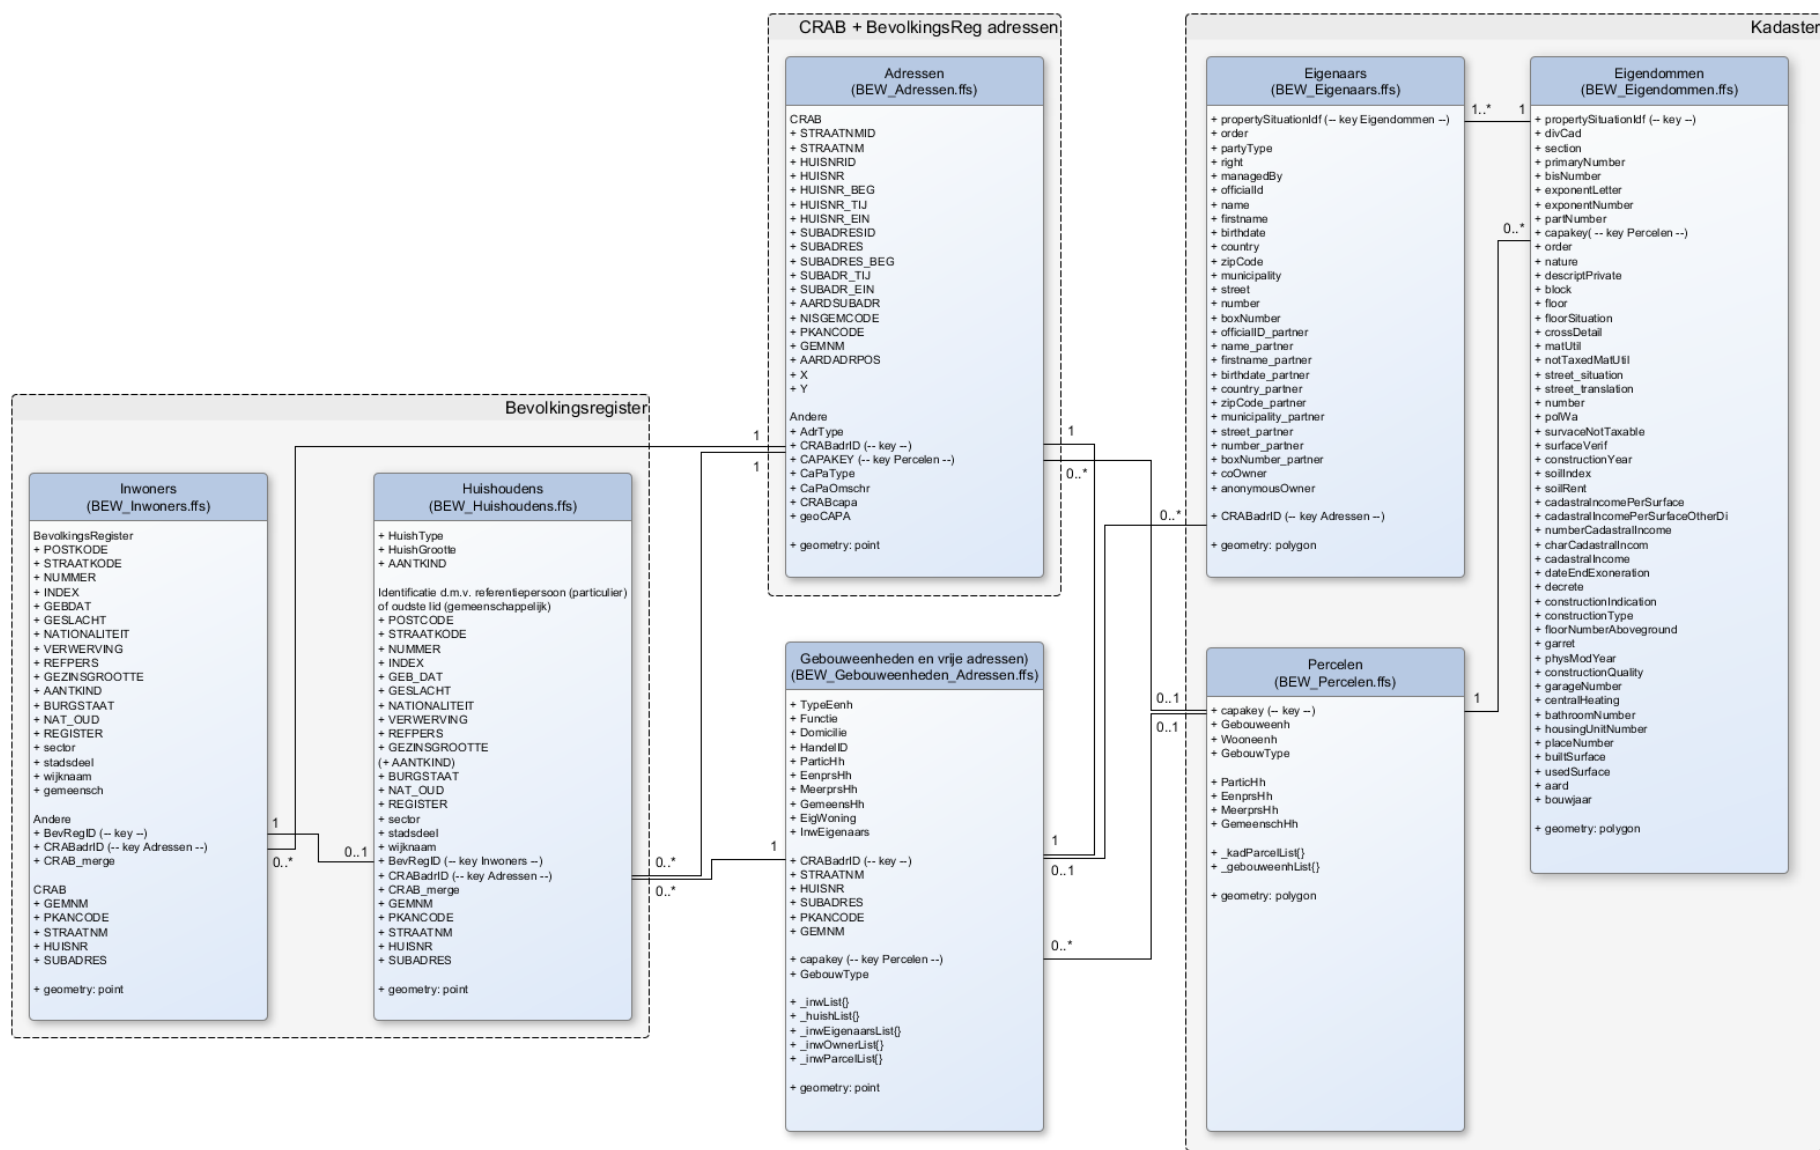 CRAB + BevolkingsReg adressen
Adressen
(BEW_Adressen.ffs)
CRAB
+ STRAATNMID
+ STRAATNM
+ HUISNRID
+ HUISNR
+ HUISNR_BEG
+ HUISNR_TIJ
+ HUISNR_EIN
+ SUBADRESID
+ SUBADRES
+ SUBADRES_BEG
+ SUBADR_TIJ
+ SUBADR_EIN
+ AARDSUBADR
+ NISGEMCODE
+ PKANCODE
+ GEMNM
+ AARDADRPOS
+ X
+ Y
Andere
+ AdrType
+ CRABadrID (-- key --)
+ CAPAKEY (-- key Percelen --)
+ CaPaType
+ CaPaOmschr
+ CRABcapa
+ geoCAPA
+ geometry: point
1
1
1
0..*
Kadaster
Eigenaars
(BEW_Eigenaars.ffs)
+ propertySituationIdf (-- key Eigendommen --)
+ order
+ partyType
+ right
+ managedBy
+ officialId
+ name
+ firstname
+ birthdate
+ country
+ zipCode
+ municipality
+ street
+ number
+ boxNumber
+ officialID_partner
+ name_partner
+ firstname_partner
+ birthdate_partner
+ country_partner
+ zipCode_partner
+ municipality_partner
+ street_partner
+ number_partner
+ boxNumber_partner
+ coOwner
+ anonymousOwner
+ CRABadrID (-- key Adressen --)
+ geometry: polygon
0..*
1..*
1
Eigendommen
(BEW_Eigendommen.ffs)
+ propertySituationIdf (-- key --)
+ divCad
+ section
+ primaryNumber
+ bisNumber
+ exponentLetter
+ exponentNumber
+ partNumber
+ capakey( -- key Percelen --)
+ order
+ nature
+ descriptPrivate
+ block
+ floor
+ floorSituation
+ crossDetail
+ matUtil
+ notTaxedMatUtil
+ street_situation
+ street_translation
+ number
+ polWa
+ survaceNotTaxable
+ surfaceVerif
+ constructionYear
+ soilIndex
+ soilRent
+ cadastralIncomePerSurface
+ cadastralIncomePerSurfaceOtherDi
+ numberCadastralIncome
+ charCadastralIncom
+ cadastralIncome
+ dateEndExoneration
+ decrete
+ constructionIndication
+ constructionType
+ floorNumberAboveground
+ garret
+ physModYear
+ constructionQuality
+ garageNumber
+ centralHeating
+ bathroomNumber
+ housingUnitNumber
+ placeNumber
+ builtSurface
+ usedSurface
+ aard
+ bouwjaar
+ geometry: polygon
0..*
Bevolkingsregister
Inwoners
(BEW_Inwoners.ffs)
BevolkingsRegister
+ POSTKODE
+ STRAATKODE
+ NUMMER
+ INDEX
+ GEBDAT
+ GESLACHT
+ NATIONALITEIT
+ VERWERVING
+ REFPERS
+ GEZINSGROOTTE
+ AANTKIND
+ BURGSTAAT
+ NAT_OUD
+ REGISTER
+ sector
+ stadsdeel
+ wijknaam
+ gemeensch
Andere
+ BevRegID (-- key --)
+ CRABadrID (-- key Adressen --)
+ CRAB_merge
CRAB
+ GEMNM
+ PKANCODE
+ STRAATNM
+ HUISNR
+ SUBADRES
+ geometry: point
1
0..*
0..1
Huishoudens
(BEW_Huishoudens.ffs)
+ HuishType
+ HuishGrootte
+ AANTKIND
Identificatie d.m.v. referentiepersoon (particulier)
of oudste lid (gemeenschappelijk)
+ POSTCODE
+ STRAATKODE
+ NUMMER
+ INDEX
+ GEB_DAT
+ GESLACHT
+ NATIONALITEIT
+ VERWERVING
+ REFPERS
+ GEZINSGROOTTE
(+ AANTKIND)
+ BURGSTAAT
+ NAT_OUD
+ REGISTER
+ sector
+ stadsdeel
+ wijknaam
+ BevRegID (-- key Inwoners --)
+ CRABadrID (-- key Adressen --)
+ CRAB_merge
+ GEMNM
+ PKANCODE
+ STRAATNM
+ HUISNR
+ SUBADRES
+ geometry: point
0..*
0..*
1
Gebouweenheden en vrije adressen)
(BEW_Gebouweenheden_Adressen.ffs)
+ TypeEenh
+ Functie
+ Domicilie
+ HandelID
+ ParticHh
+ EenprsHh
+ MeerprsHh
+ GemeensHh
+ EigWoning
+ InwEigenaars
+ CRABadrID (-- key --)
+ STRAATNM
+ HUISNR
+ SUBADRES
+ PKANCODE
+ GEMNM
+ capakey (-- key Percelen --)
+ GebouwType
+ _inwList{}
+ _huishList{}
+ _inwEigenaarsList{}
+ _inwOwnerList{}
+ _inwParcelList{}
+ geometry: point
1
0..1
0..*
0..1
0..1
Percelen
(BEW_Percelen.ffs)
+ capakey (-- key --)
+ Gebouweenh
+ Wooneenh
+ GebouwType
+ ParticHh
+ EenprsHh
+ MeerprsHh
+ GemeenschHh
+ _kadParcelList{}
+ _gebouweenhList{}
+ geometry: polygon
1